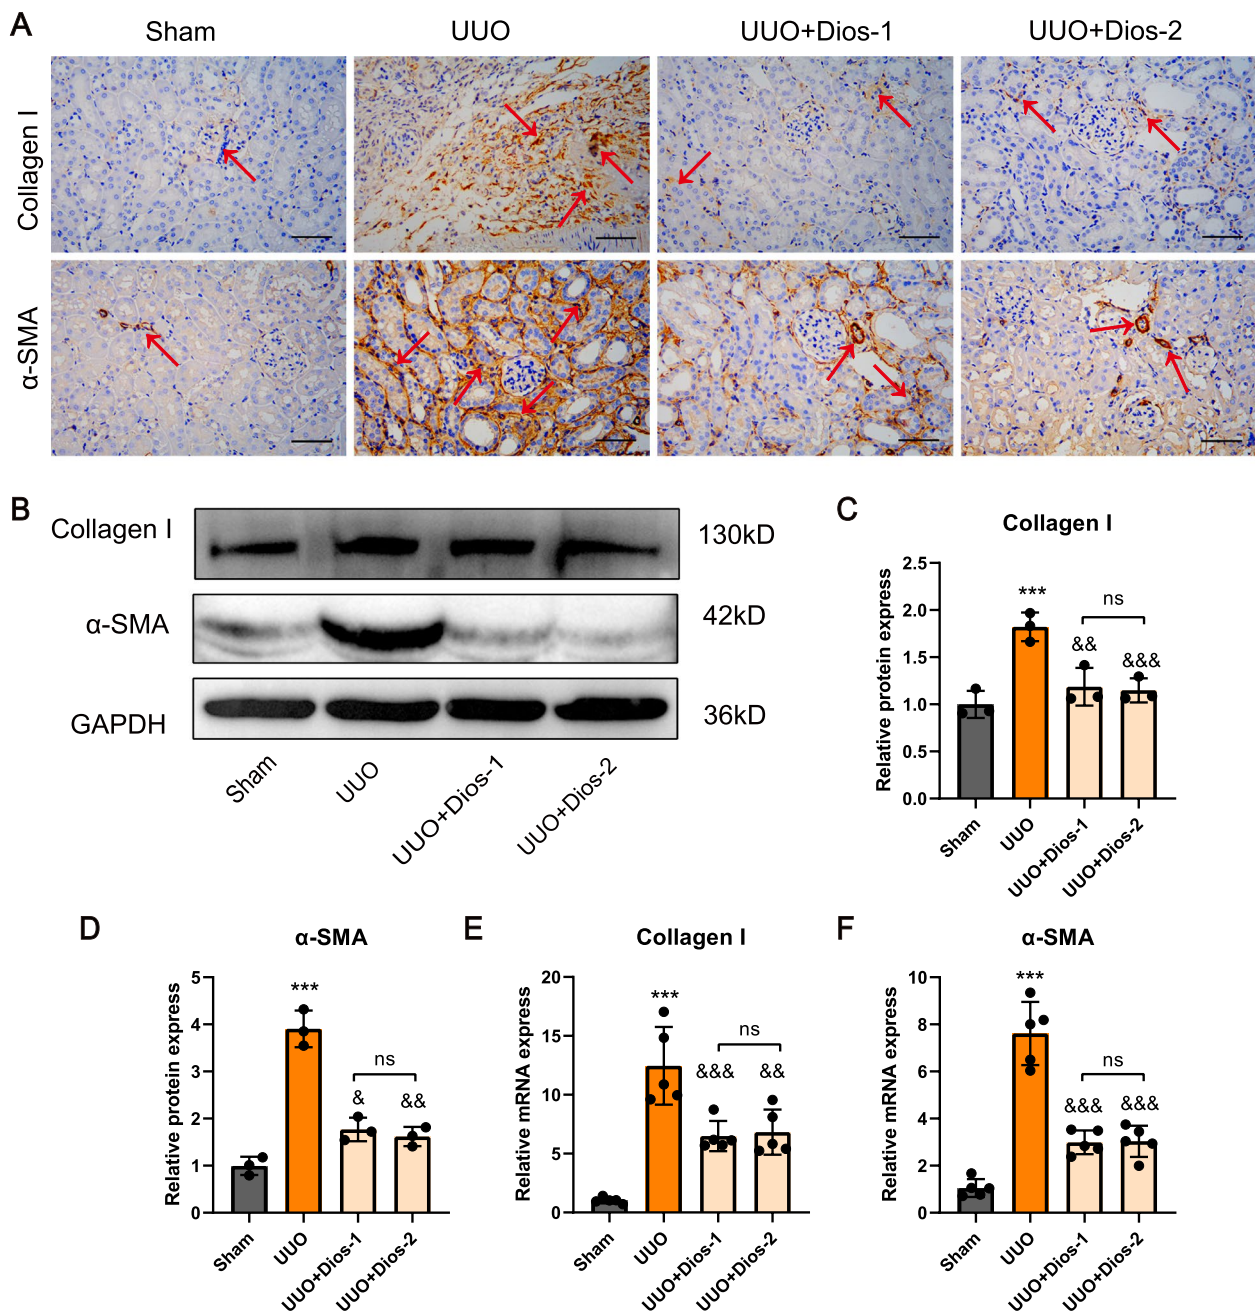 A
Sham
UUO
UUO+Dios-1
UUO+Dios-2
Collagen I
α-SMA
B
Collagen I
130kD
α-SMA
42kD
GAPDH
36kD
Sham
UUO
UUO+Dios-1
UUO+Dios-2
C
Collagen I
Relative protein express
2.5
2.0
1.5
1.0
0.5
0.0
***
&&
&&&
ns
Sham
UUO
UUO+Dios-1
UUO+Dios-2
D
α-SMA
Relative protein express
5
4
3
2
1
0
***
&
&&
ns
Sham
UUO
UUO+Dios-1
UUO+Dios-2
E
Collagen I
Relative mRNA express
20
15
10
5
0
***
&&&
&&
ns
Sham
UUO
UUO+Dios-1
UUO+Dios-2
F
α-SMA
Relative mRNA express
10
8
6
4
2
0
***
&&&
&&&
ns
Sham
UUO
UUO+Dios-1
UUO+Dios-2